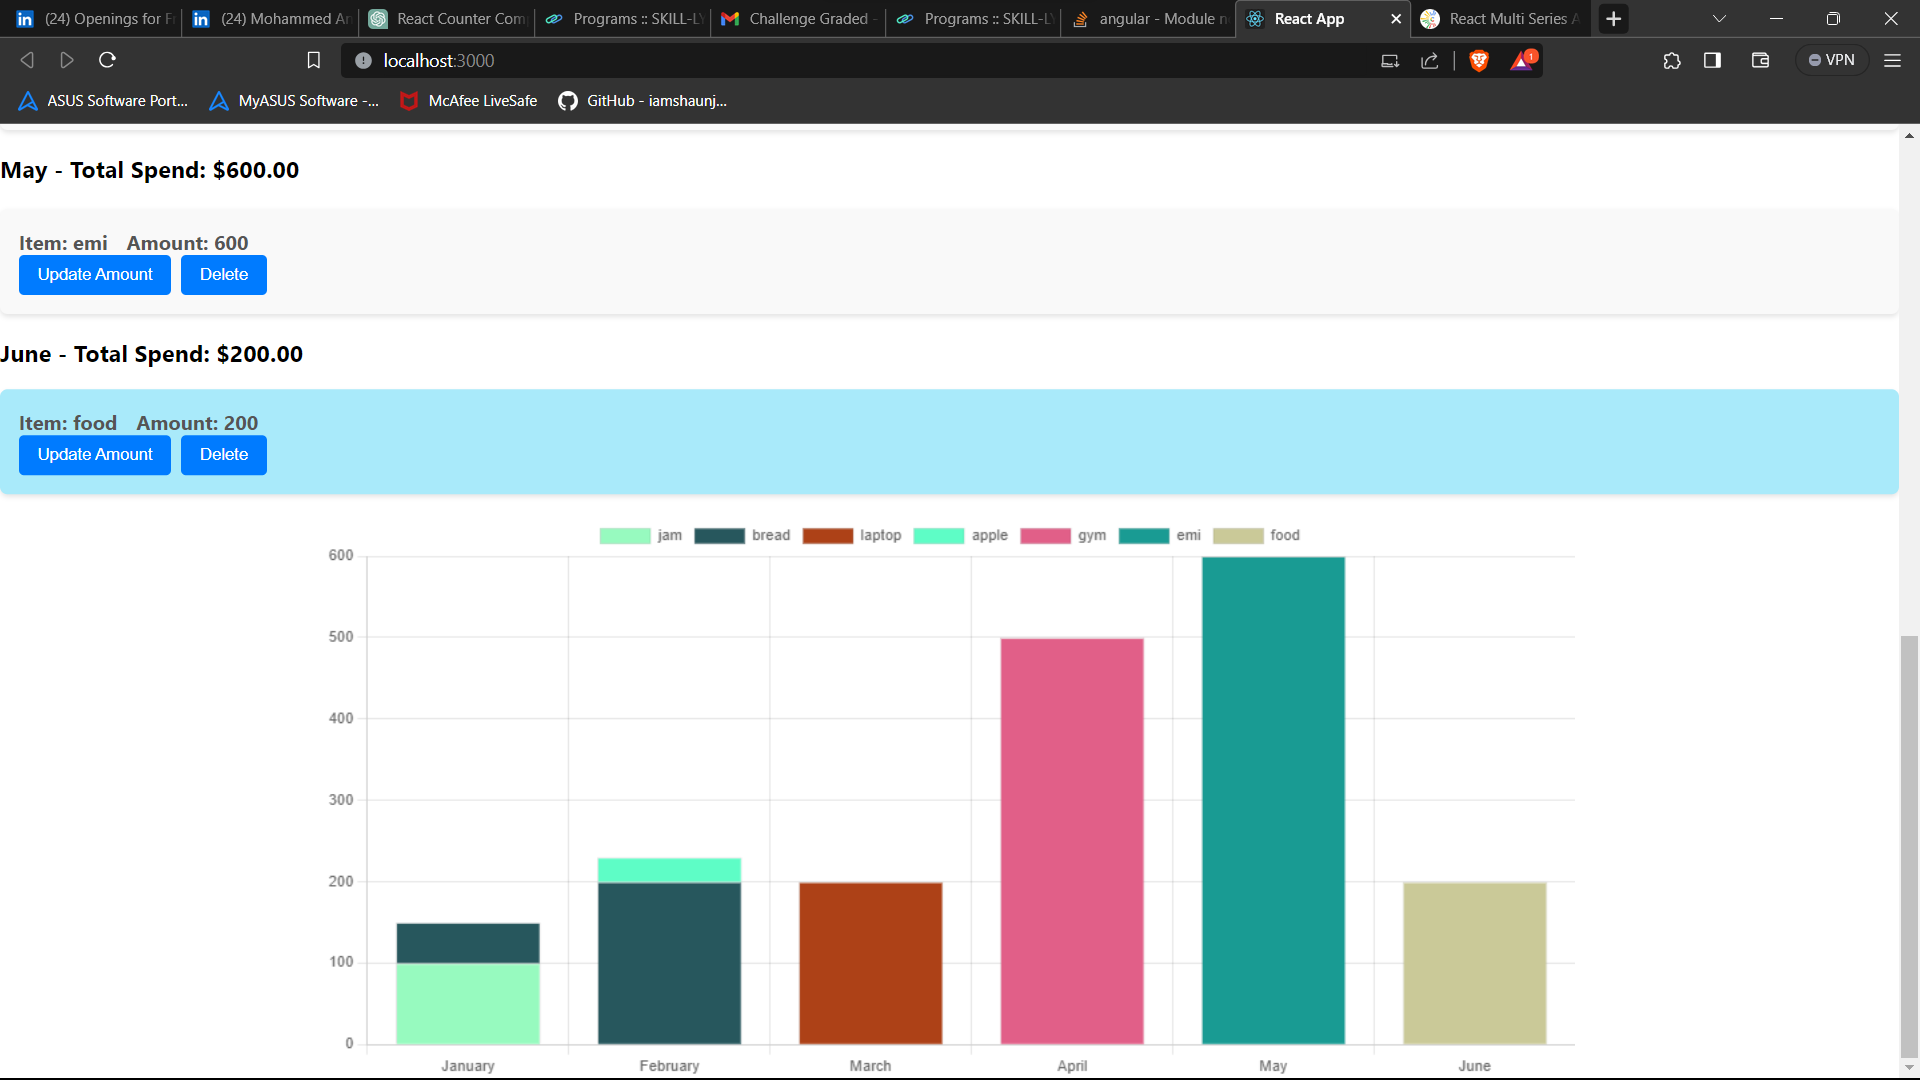 (24) Openings for Fr
(24) Mohammed Ar
React Counter Com
Programs :: SKILL-LY
Challenge Graded -
Programs :: SKILL-LY
angular - Module n
React App
React Multi Series A
localhost:3000
1
VPN
ASUS Software Port...
MyASUS Software -...
McAfee LiveSafe
GitHub - iamshaunj...
May - Total Spend: $600.00
Item: emi Amount: 600
Update Amount Delete
June - Total Spend: $200.00
Item: food Amount: 200
Update Amount Delete
jam bread laptop apple gym emi food
600
500
400
300
200
100
0
January February March April May June